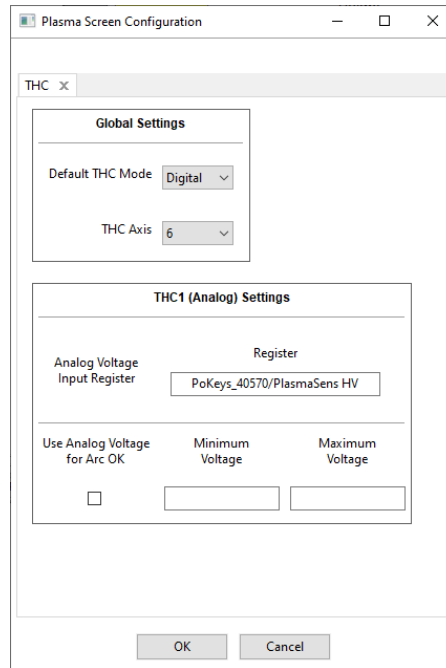 Plasma Screen Configuration
THC
Global Settings
Default THC Mode
Digital
THC Axis
6
THC1 (Analog) Settings
Register
Analog Voltage
Input Register
PoKeys_40570/PlasmaSens HV
Use Analog Voltage
for Arc OK
Minimum
Voltage
Maximum
Voltage
OK
Cancel